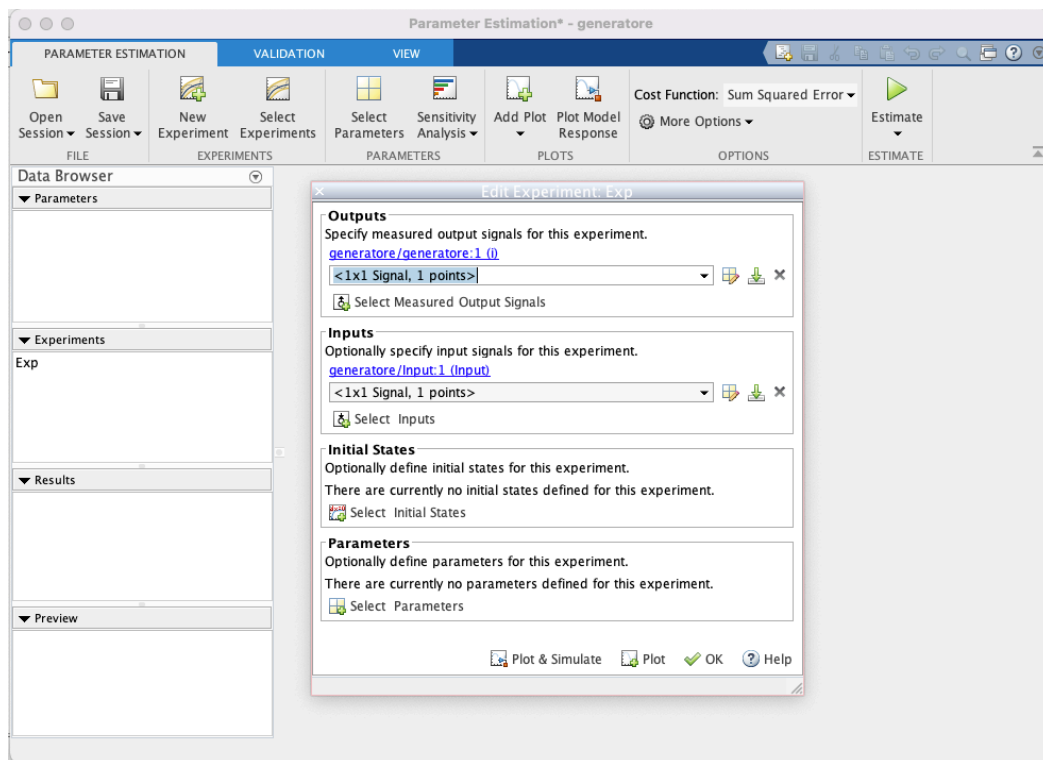 Parameter Estimation* - generatore
PARAMETER ESTIMATION
VALIDATION
VIEW
Open
Session
Save
Session
New
Experiment
Select
Experiments
Select
Parameters
Sensitivity
Analysis
Add Plot
Plot Model
Response
Cost Function: Sum Squared Error
More Options
Estimate
FILE
EXPERIMENTS
PARAMETERS
PLOTS
OPTIONS
ESTIMATE
Data Browser
Parameters
Experiments
Exp
Results
Preview
Edit Experiment: Exp
Outputs
Specify measured output signals for this experiment.
generatore/generatore:1 (i)
<1x1 Signal, 1 points>
Select Measured Output Signals
Inputs
Optionally specify input signals for this experiment.
generatore/Input:1 (Input)
<1x1 Signal, 1 points>
Select Inputs
Initial States
Optionally define initial states for this experiment.
There are currently no initial states defined for this experiment.
Select Initial States
Parameters
Optionally define parameters for this experiment.
There are currently no parameters defined for this experiment.
Select Parameters
Plot & Simulate
Plot
OK
Help